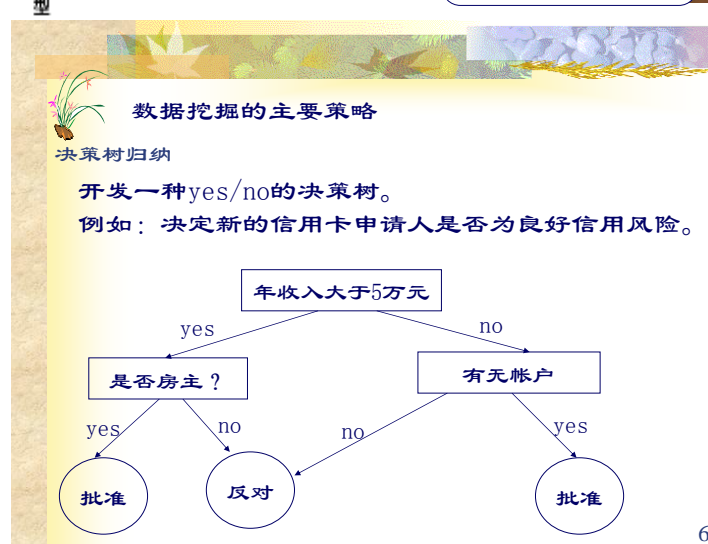 型
数据挖掘的主要策略
决策树归纳
开发一种yes/no的决策树。
例如：决定新的信用卡申请人是否为良好信用风险。
年收入大于5万元
yes
no
是否房主？
有无帐户
yes
no
no
yes
批准
反对
批准
6